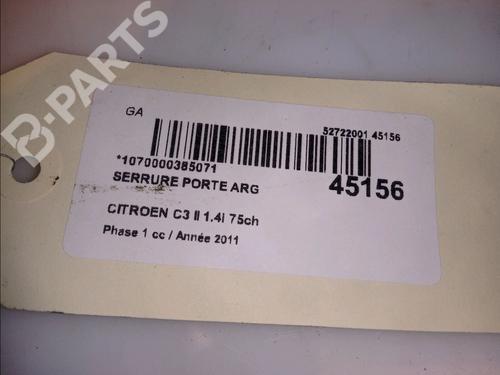 B-PARTS
GA
52722001 45156
*1070000385071
SERRURE PORTE ARG
45156
CITROEN C3 II 1.4i 75ch
Phase 1 cc / Année 2011